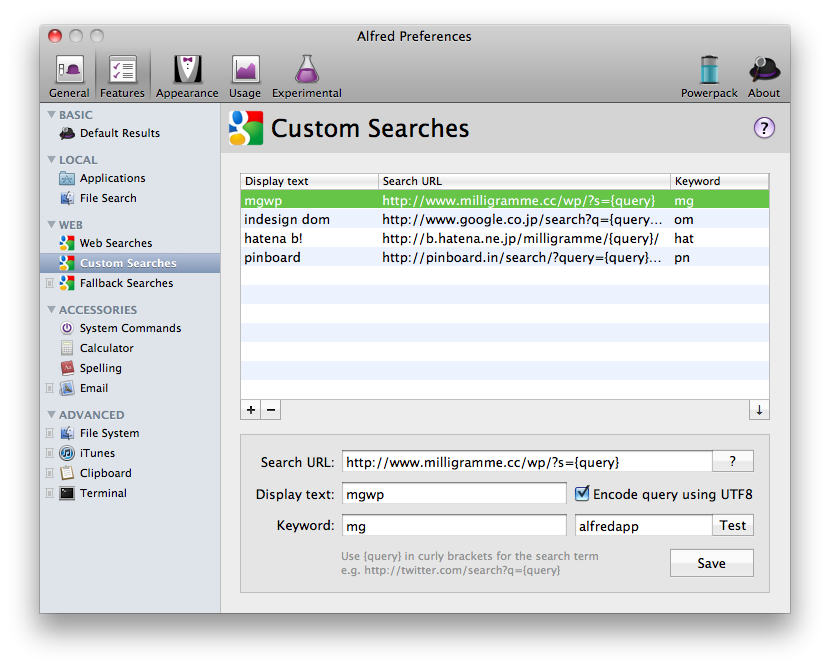 Alfred Preferences
General Features Appearance Usage Experimental Powerpack About
BASIC
Default Results
LOCAL
Applications
File Search
WEB
Web Searches
Custom Searches
Fallback Searches
ACCESSORIES
System Commands
Calculator
Spelling
Email
ADVANCED
File System
iTunes
Clipboard
Terminal
Custom Searches ?
Display text Search URL Keyword
mgwp http://www.milligramme.cc/wp/?s={query} mg
indesign dom http://www.google.co.jp/search?q={query... om
hatena b! http://b.hatena.ne.jp/milligramme/{query}/ hat
pinboard http://pinboard.in/search/?query={query}... pn
+ − ↓
Search URL: http://www.milligramme.cc/wp/?s={query} ?
Display text: mgwp Encode query using UTF8
Keyword: mg alfredapp Test
Use {query} in curly brackets for the search term
e.g. http://twitter.com/search?q={query}
Save